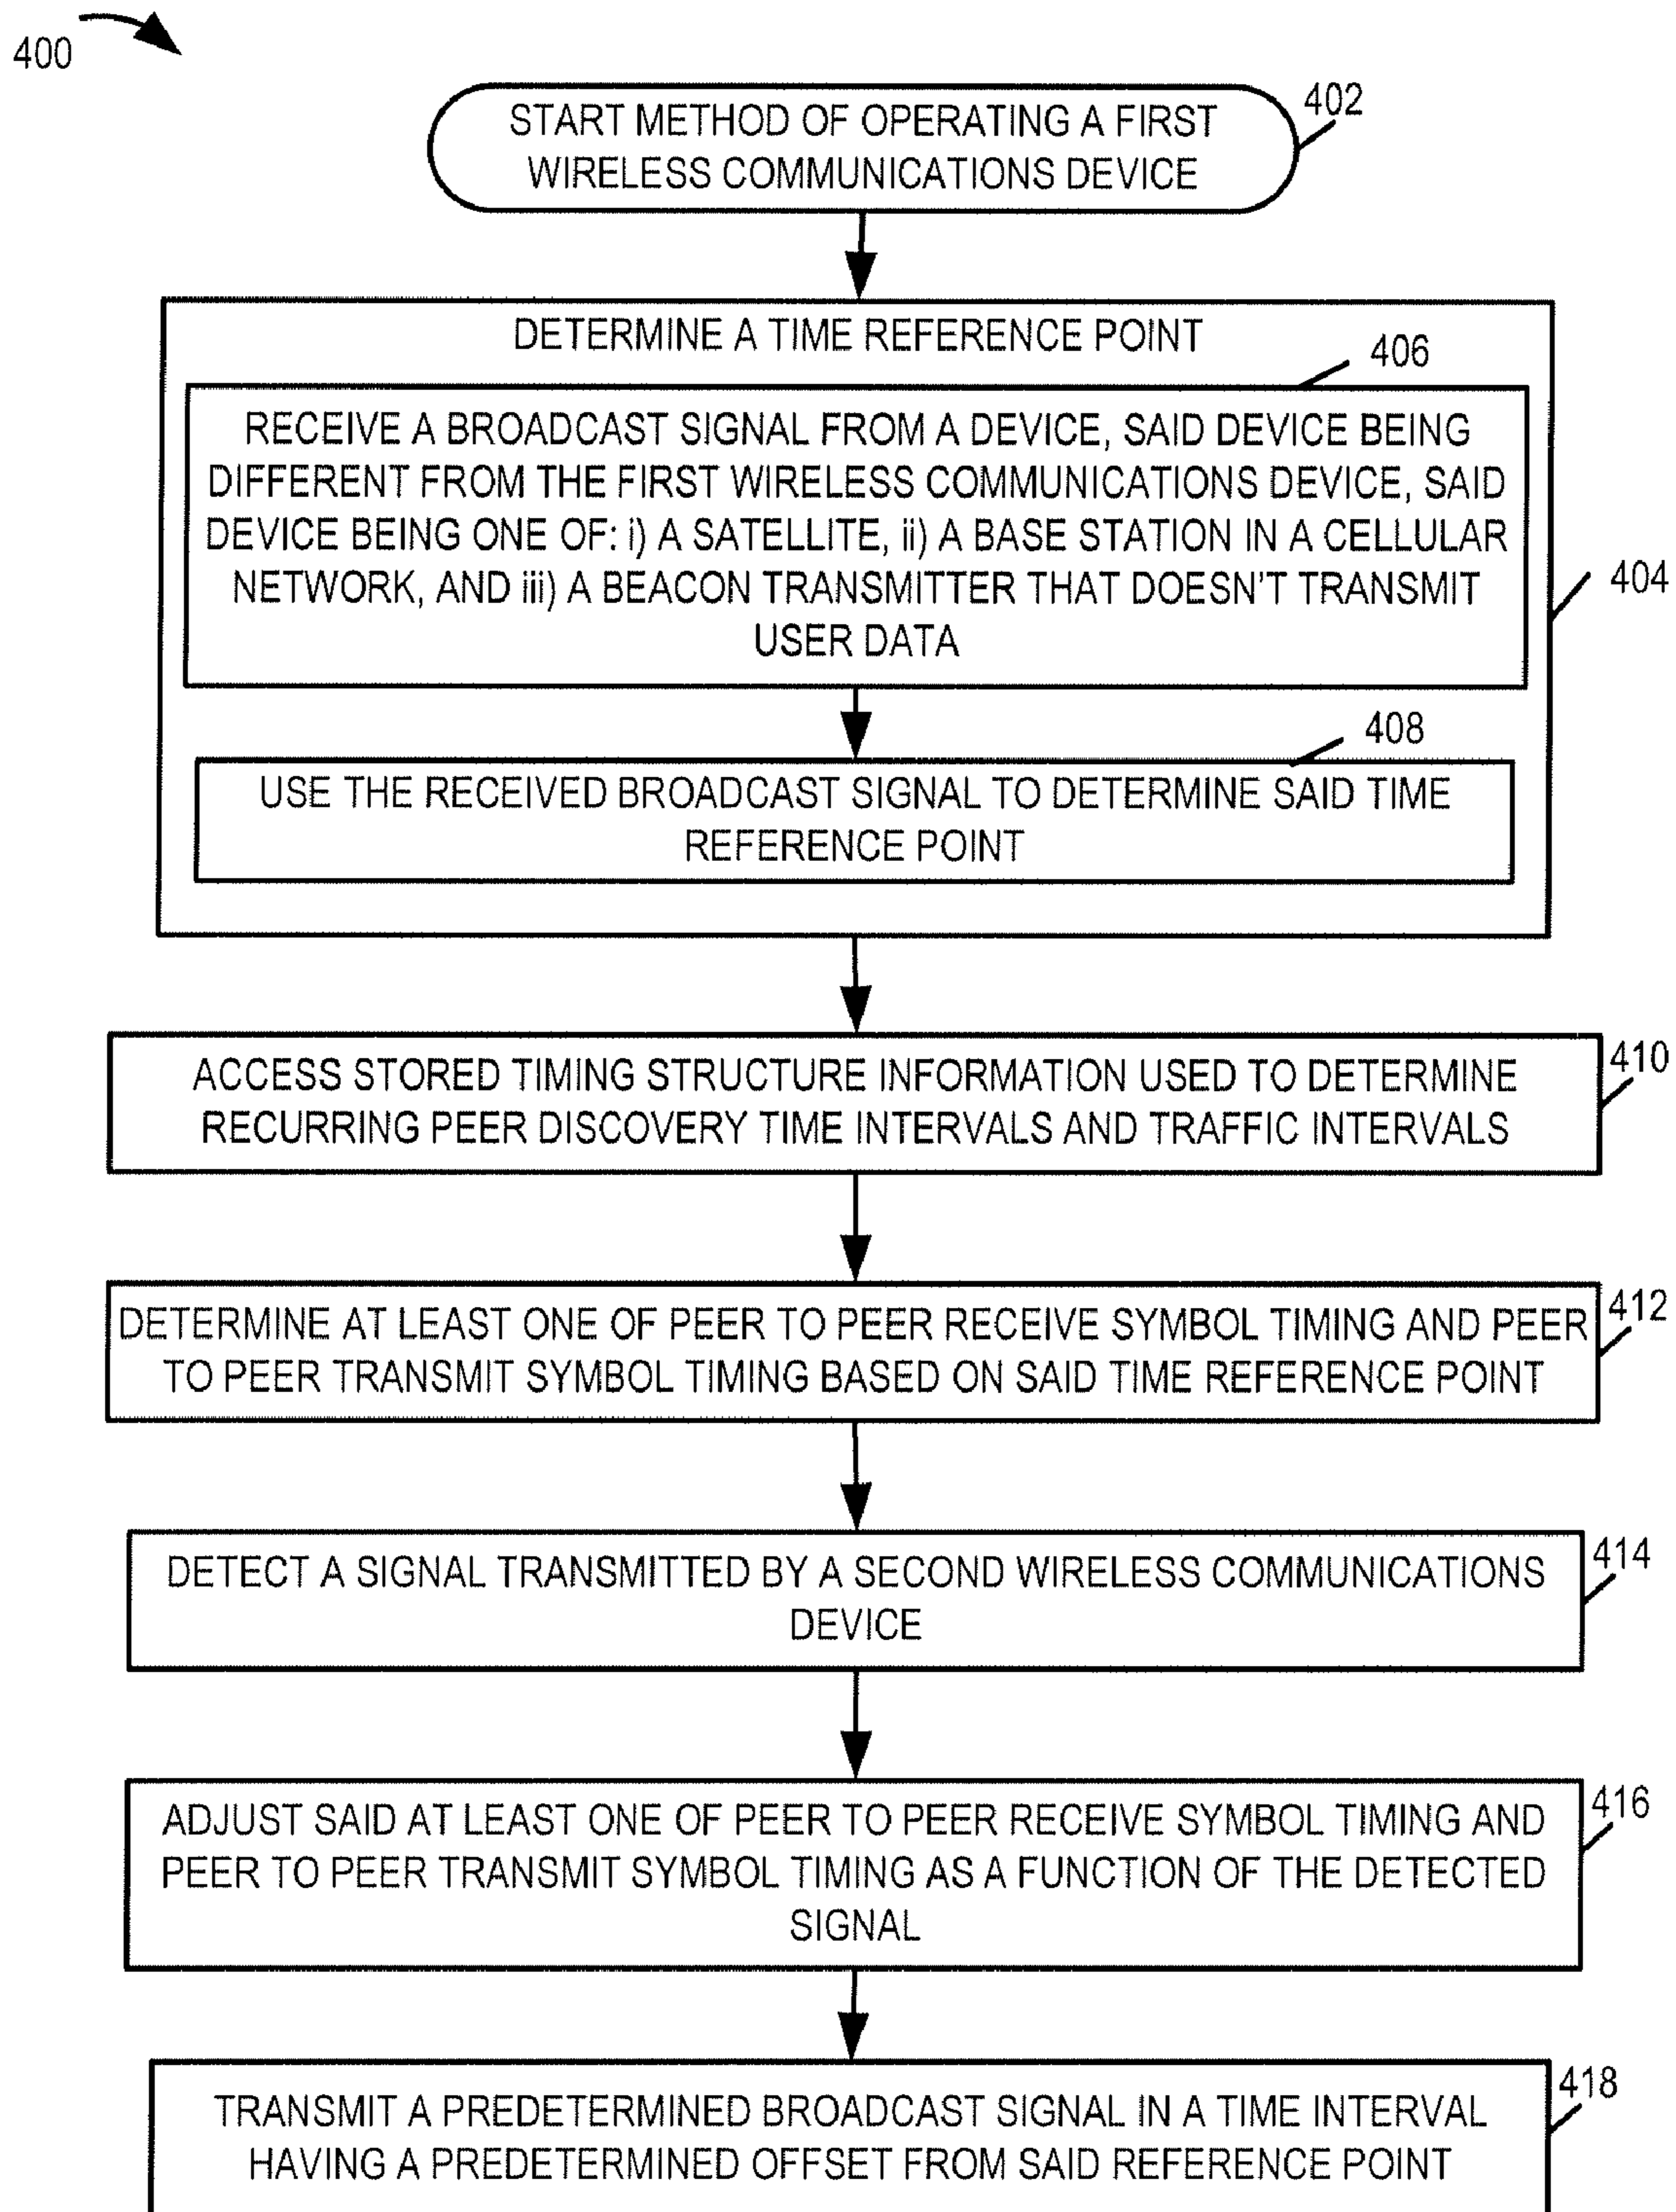 400
402
START METHOD OF OPERATING A FIRST
WIRELESS COMMUNICATIONS DEVICE
DETERMINE A TIME REFERENCE POINT
406
RECEIVE A BROADCAST SIGNAL FROM A DEVICE, SAID DEVICE BEING
DIFFERENT FROM THE FIRST WIRELESS COMMUNICATIONS DEVICE, SAID
DEVICE BEING ONE OF: i) A SATELLITE, ii) A BASE STATION IN A CELLULAR
NETWORK, AND iii) A BEACON TRANSMITTER THAT DOESN'T TRANSMIT
USER DATA
404
408
USE THE RECEIVED BROADCAST SIGNAL TO DETERMINE SAID TIME
REFERENCE POINT
410
ACCESS STORED TIMING STRUCTURE INFORMATION USED TO DETERMINE
RECURRING PEER DISCOVERY TIME INTERVALS AND TRAFFIC INTERVALS
412
DETERMINE AT LEAST ONE OF PEER TO PEER RECEIVE SYMBOL TIMING AND PEER
TO PEER TRANSMIT SYMBOL TIMING BASED ON SAID TIME REFERENCE POINT
414
DETECT A SIGNAL TRANSMITTED BY A SECOND WIRELESS COMMUNICATIONS
DEVICE
416
ADJUST SAID AT LEAST ONE OF PEER TO PEER RECEIVE SYMBOL TIMING AND
PEER TO PEER TRANSMIT SYMBOL TIMING AS A FUNCTION OF THE DETECTED
SIGNAL
418
TRANSMIT A PREDETERMINED BROADCAST SIGNAL IN A TIME INTERVAL
HAVING A PREDETERMINED OFFSET FROM SAID REFERENCE POINT